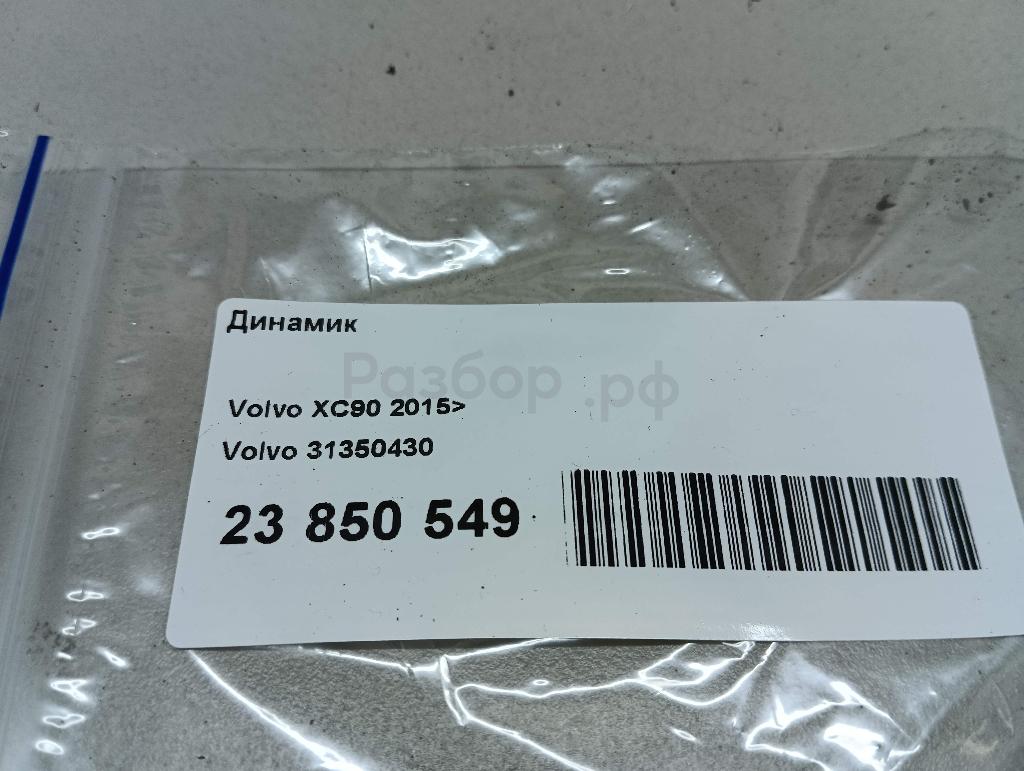 Динамик
Разбор.рф
Volvo XC90 2015>
Volvo 31350430
23 850 549